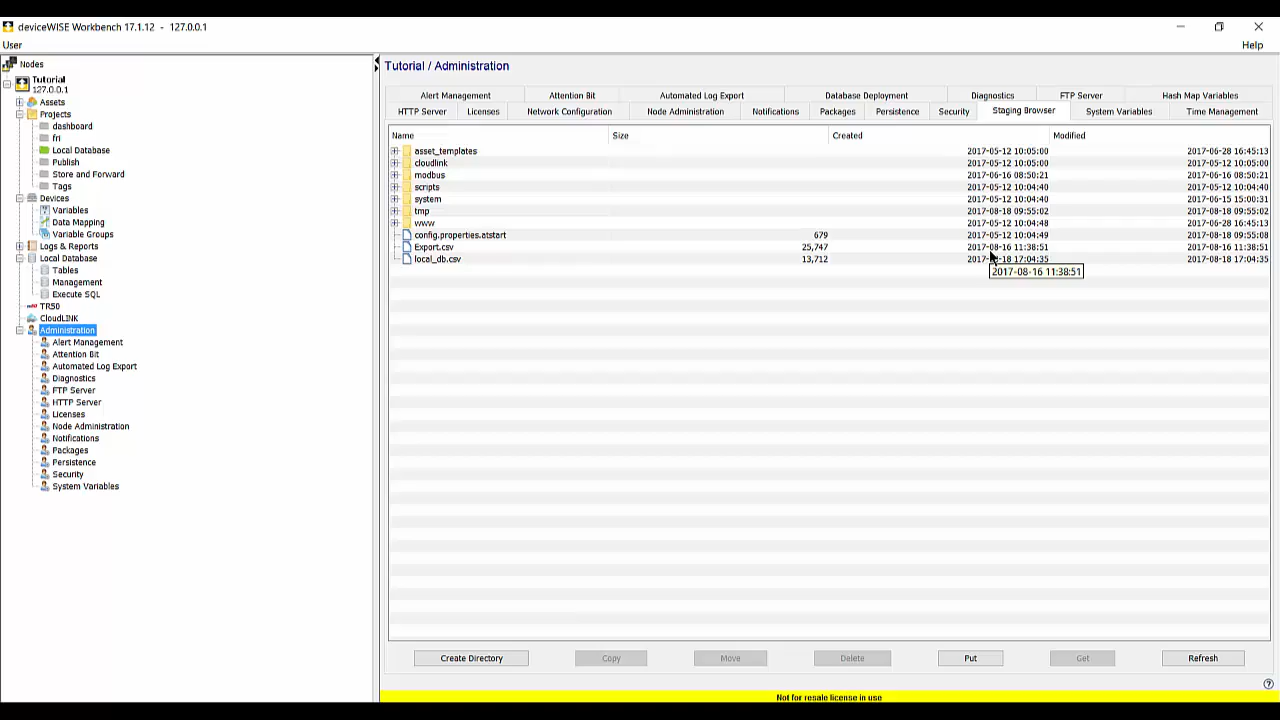 deviceWISE Workbench 17.1.12 - 127.0.0.1
User
Help
Nodes
Tutorial
127.0.0.1
Assets
Projects
dashboard
fri
Local Database
Publish
Store and Forward
Tags
Devices
Variables
Data Mapping
Variable Groups
Logs & Reports
Local Database
Tables
Management
Execute SQL
TR50
CloudLINK
Administration
Alert Management
Attention Bit
Automated Log Export
Diagnostics
FTP Server
HTTP Server
Licenses
Node Administration
Notifications
Packages
Persistence
Security
System Variables
Tutorial / Administration
Alert Management Attention Bit Automated Log Export Database Deployment Diagnostics FTP Server Hash Map Variables
HTTP Server Licenses Network Configuration Node Administration Notifications Packages Persistence Security Staging Browser System Variables Time Management
Name Size Created Modified
asset_templates 2017-05-12 10:05:00 2017-06-28 16:45:13
cloudlink 2017-05-12 10:05:00 2017-05-12 10:05:00
modbus 2017-06-16 08:50:21 2017-06-16 08:50:21
scripts 2017-05-12 10:04:40 2017-05-12 10:04:40
system 2017-05-12 10:04:40 2017-06-15 15:00:31
tmp 2017-08-18 09:55:02 2017-08-18 09:55:02
www 2017-05-12 10:04:48 2017-06-28 16:45:13
config.properties.atstart 679 2017-05-12 10:04:49 2017-08-18 09:55:08
Export.csv 25,747 2017-08-16 11:38:51 2017-08-16 11:38:51
local_db.csv 13,712 2017-08-18 17:04:35 2017-08-18 17:04:35
2017-08-16 11:38:51
Create Directory Copy Move Delete Put Get Refresh
Not for resale license in use